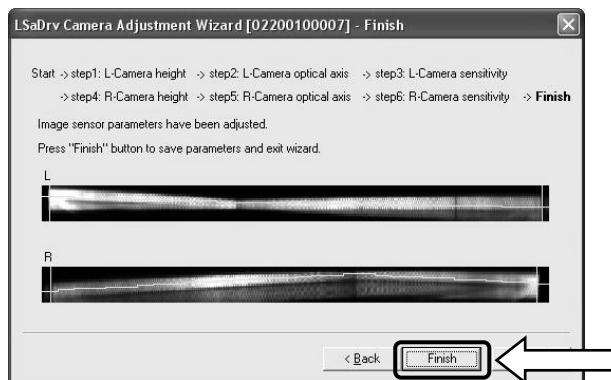 LSaDrv Camera Adjustment Wizard [02200100007] - Finish
Start -> step1: L-Camera height -> step2: L-Camera optical axis -> step3: L-Camera sensitivity
-> step4: R-Camera height -> step5: R-Camera optical axis -> step6: R-Camera sensitivity -> Finish
Image sensor parameters have been adjusted.
Press "Finish" button to save parameters and exit wizard.
L
R
< Back Finish